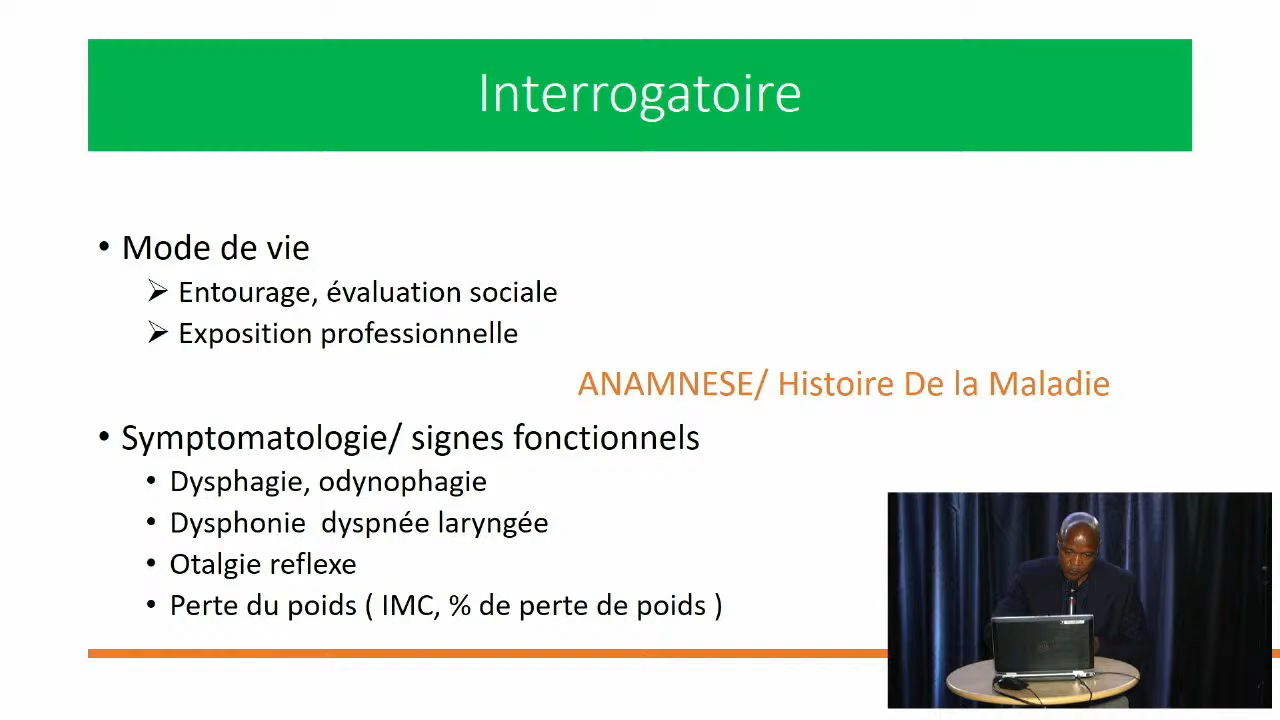 Interrogatoire
• Mode de vie
➢ Entourage, évaluation sociale
➢ Exposition professionnelle
ANAMNESE/ Histoire De la Maladie
• Symptomatologie/ signes fonctionnels
• Dysphagie, odynophagie
• Dysphonie  dyspnée laryngée
• Otalgie reflexe
• Perte du poids ( IMC, % de perte de poids )